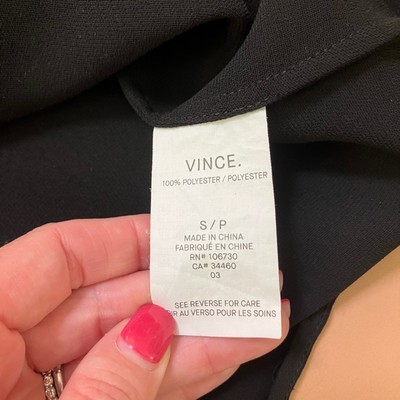 VINCE.
100% POLYESTER / POLYESTER
S / P
MADE IN CHINA
FABRIQUÉ EN CHINE
RN# 106730
CA# 34460
03
SEE REVERSE FOR CARE
AU VERSO POUR LES SOINS